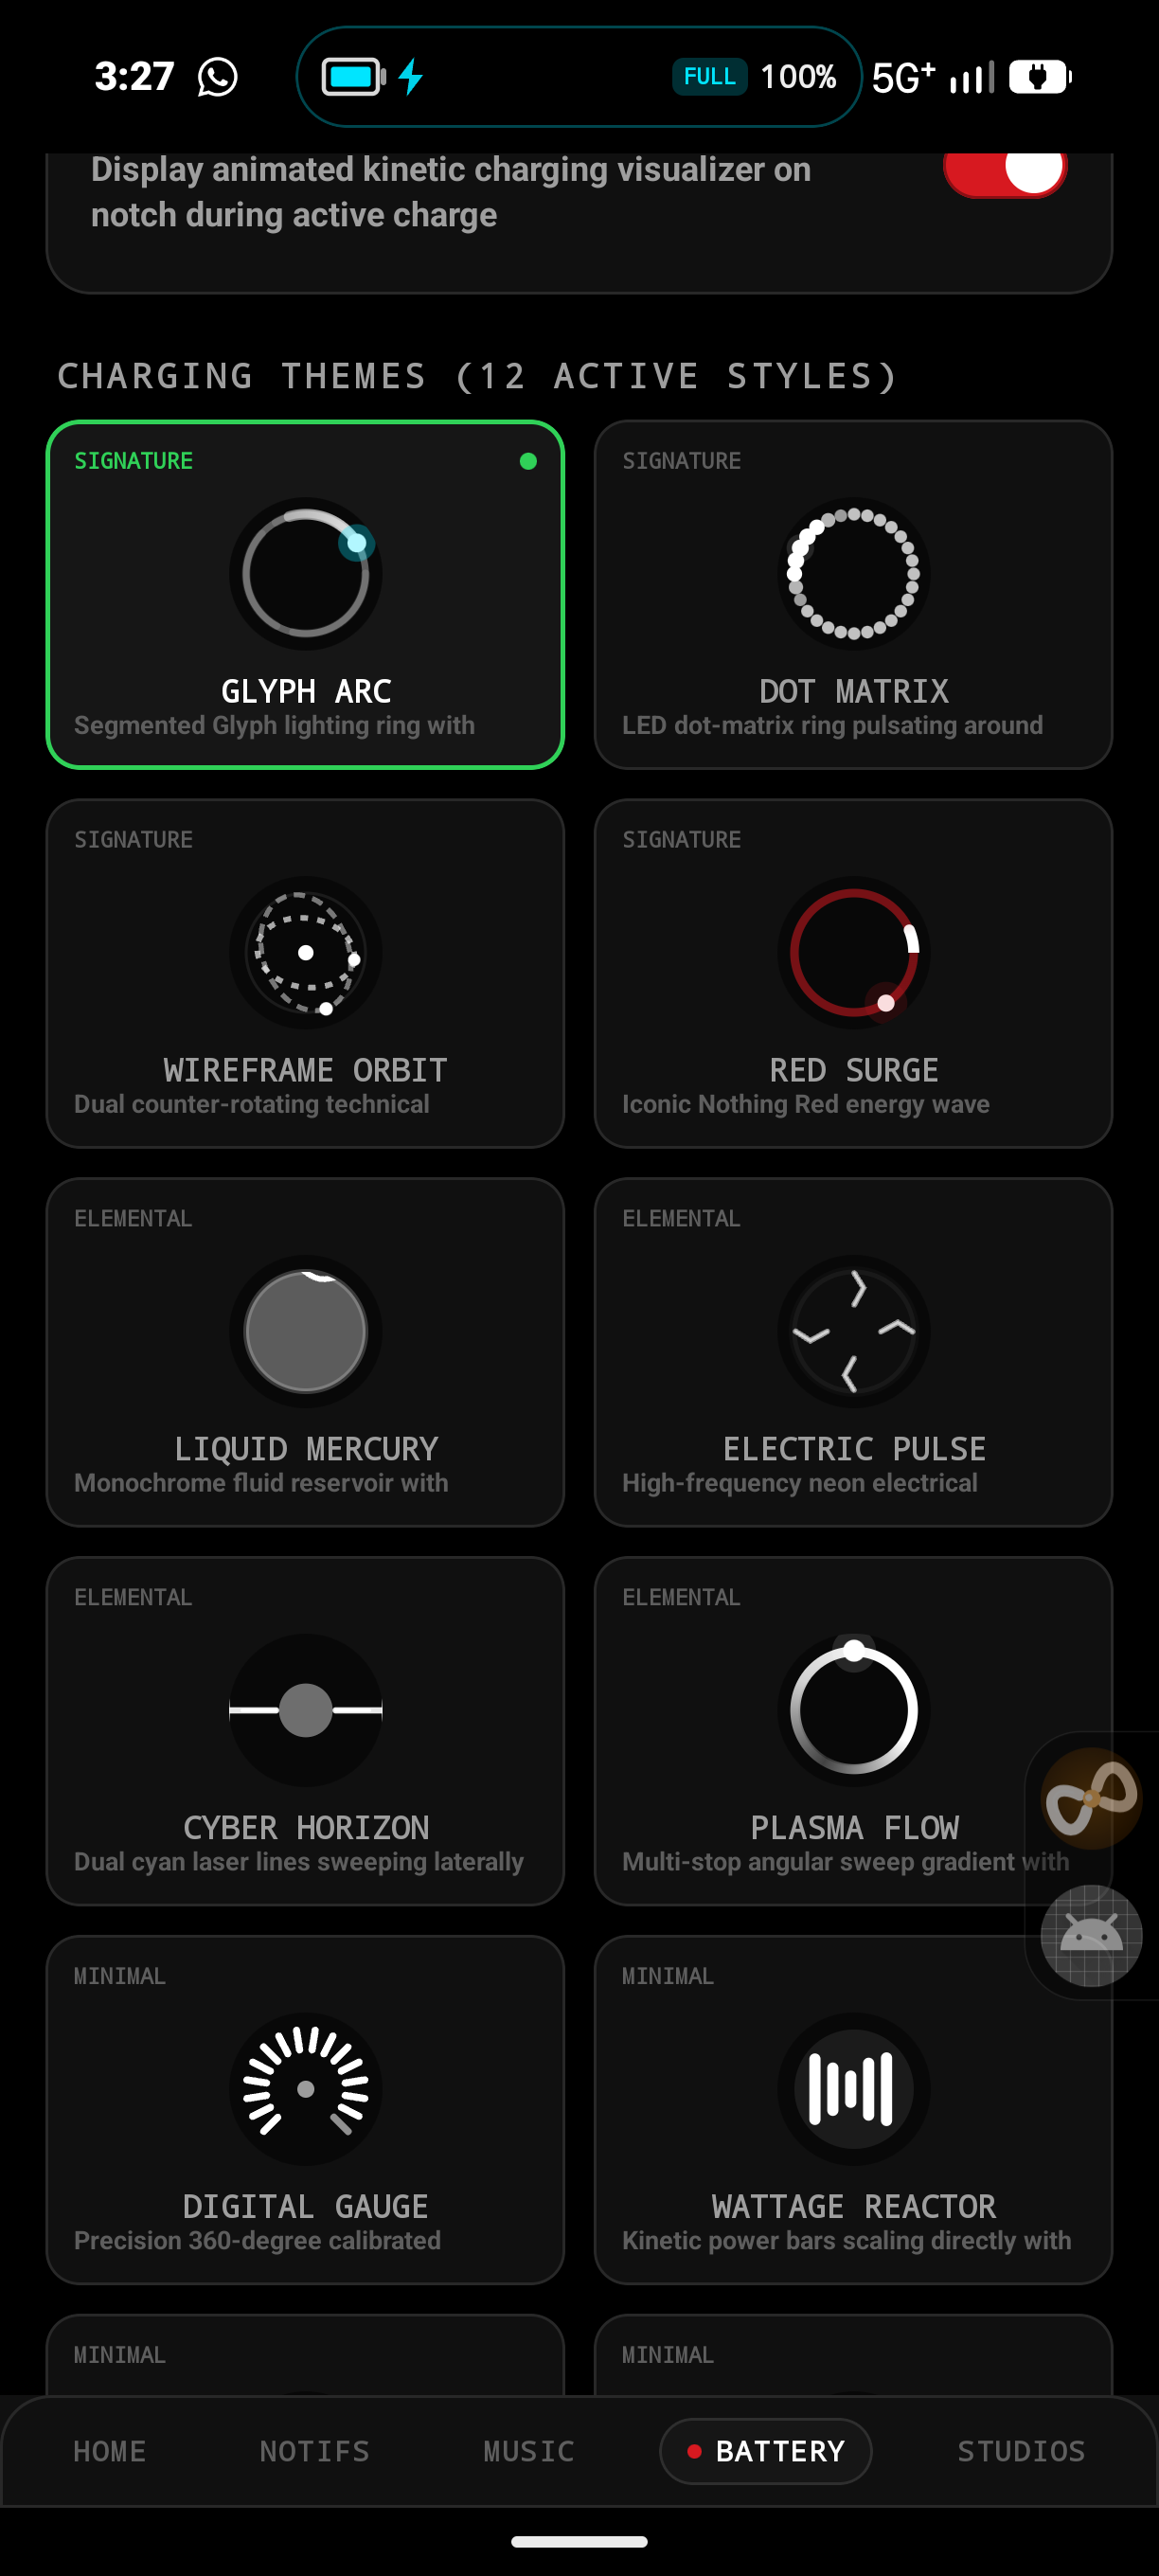 3:27
FULL 100% 5G+
Display animated kinetic charging visualizer on
notch during active charge
CHARGING THEMES (12 ACTIVE STYLES)
SIGNATURE
GLYPH ARC
Segmented Glyph lighting ring with
SIGNATURE
DOT MATRIX
LED dot-matrix ring pulsating around
SIGNATURE
WIREFRAME ORBIT
Dual counter-rotating technical
SIGNATURE
RED SURGE
Iconic Nothing Red energy wave
ELEMENTAL
LIQUID MERCURY
Monochrome fluid reservoir with
ELEMENTAL
ELECTRIC PULSE
High-frequency neon electrical
ELEMENTAL
CYBER HORIZON
Dual cyan laser lines sweeping laterally
ELEMENTAL
PLASMA FLOW
Multi-stop angular sweep gradient with
MINIMAL
DIGITAL GAUGE
Precision 360-degree calibrated
MINIMAL
WATTAGE REACTOR
Kinetic power bars scaling directly with
MINIMAL
MINIMAL
HOME NOTIFS MUSIC BATTERY STUDIOS